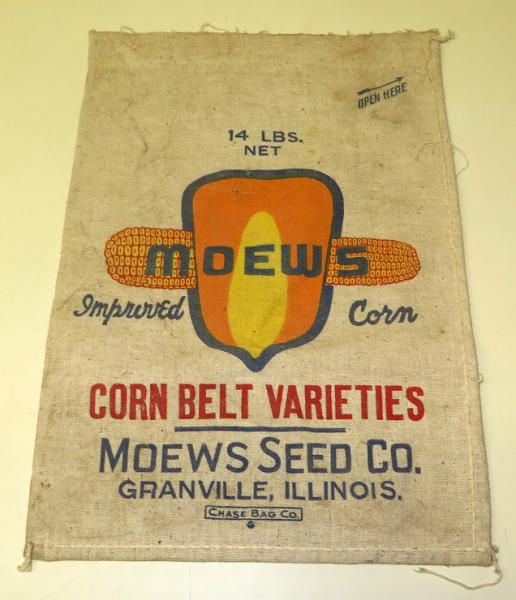 OPEN HERE
14 LBS.
NET
MOEWS
Improved Corn
CORN BELT VARIETIES
MOEWS SEED CO.
GRANVILLE, ILLINOIS.
CHASE BAG CO.